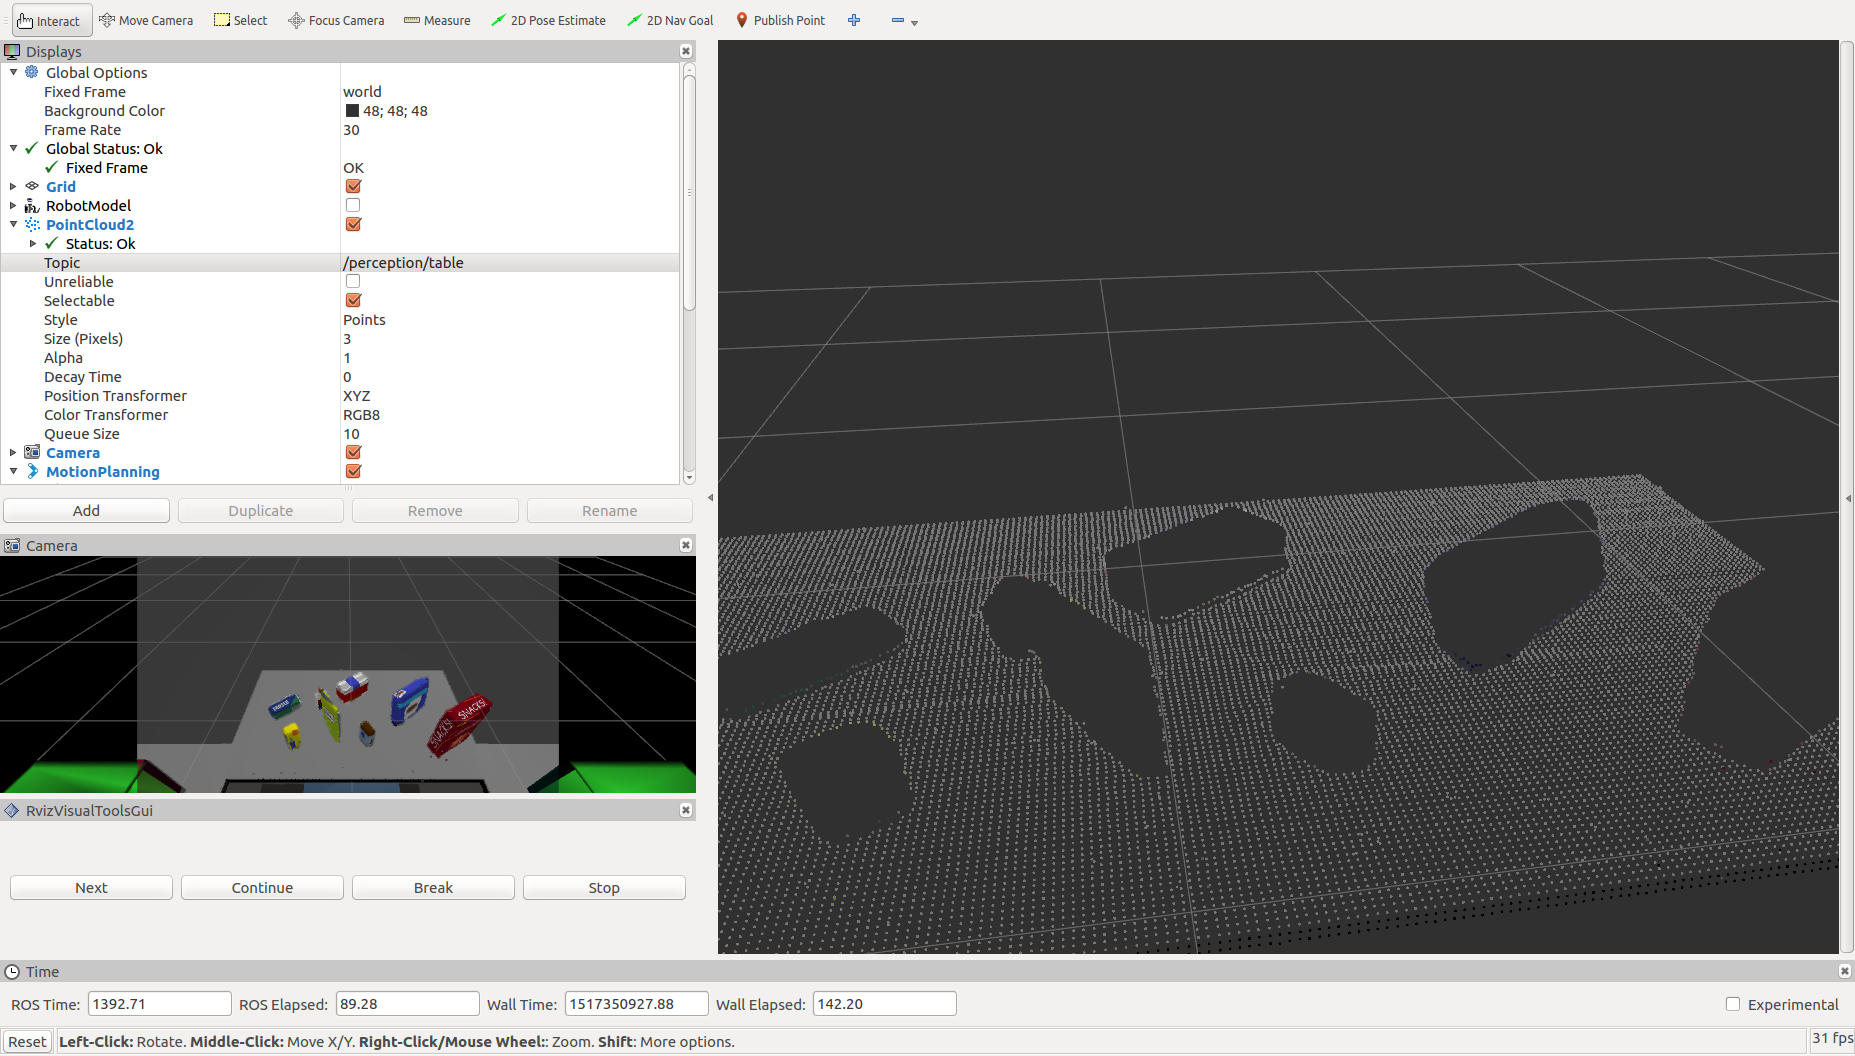 Interact Move Camera Select Focus Camera Measure 2D Pose Estimate 2D Nav Goal Publish Point
Displays
Global Options
Fixed Frame world
Background Color 48; 48; 48
Frame Rate 30
Global Status: Ok
Fixed Frame OK
Grid
RobotModel
PointCloud2
Status: Ok
Topic /perception/table
Unreliable
Selectable
Style Points
Size (Pixels) 3
Alpha 1
Decay Time 0
Position Transformer XYZ
Color Transformer RGB8
Queue Size 10
Camera
MotionPlanning
Add Duplicate Remove Rename
Camera
SNACKS!
SNACKS!
RvizVisualToolsGui
Next Continue Break Stop
Time
ROS Time: 1392.71 ROS Elapsed: 89.28 Wall Time: 1517350927.88 Wall Elapsed: 142.20 Experimental
Reset Left-Click: Rotate. Middle-Click: Move X/Y. Right-Click/Mouse Wheel:: Zoom. Shift: More options. 31 fps